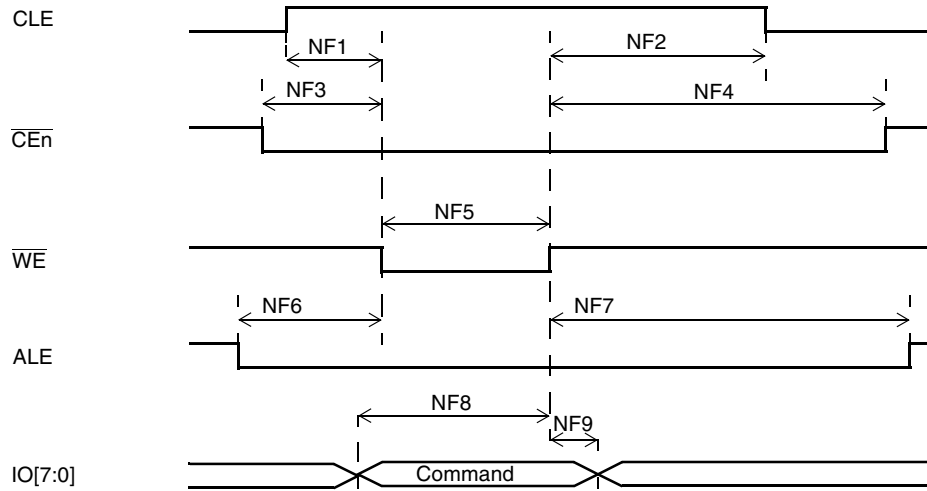 CLE
NF1
NF2
NF3
NF4
CEn
NF5
WE
NF6
NF7
ALE
NF8
NF9
IO[7:0]
Command